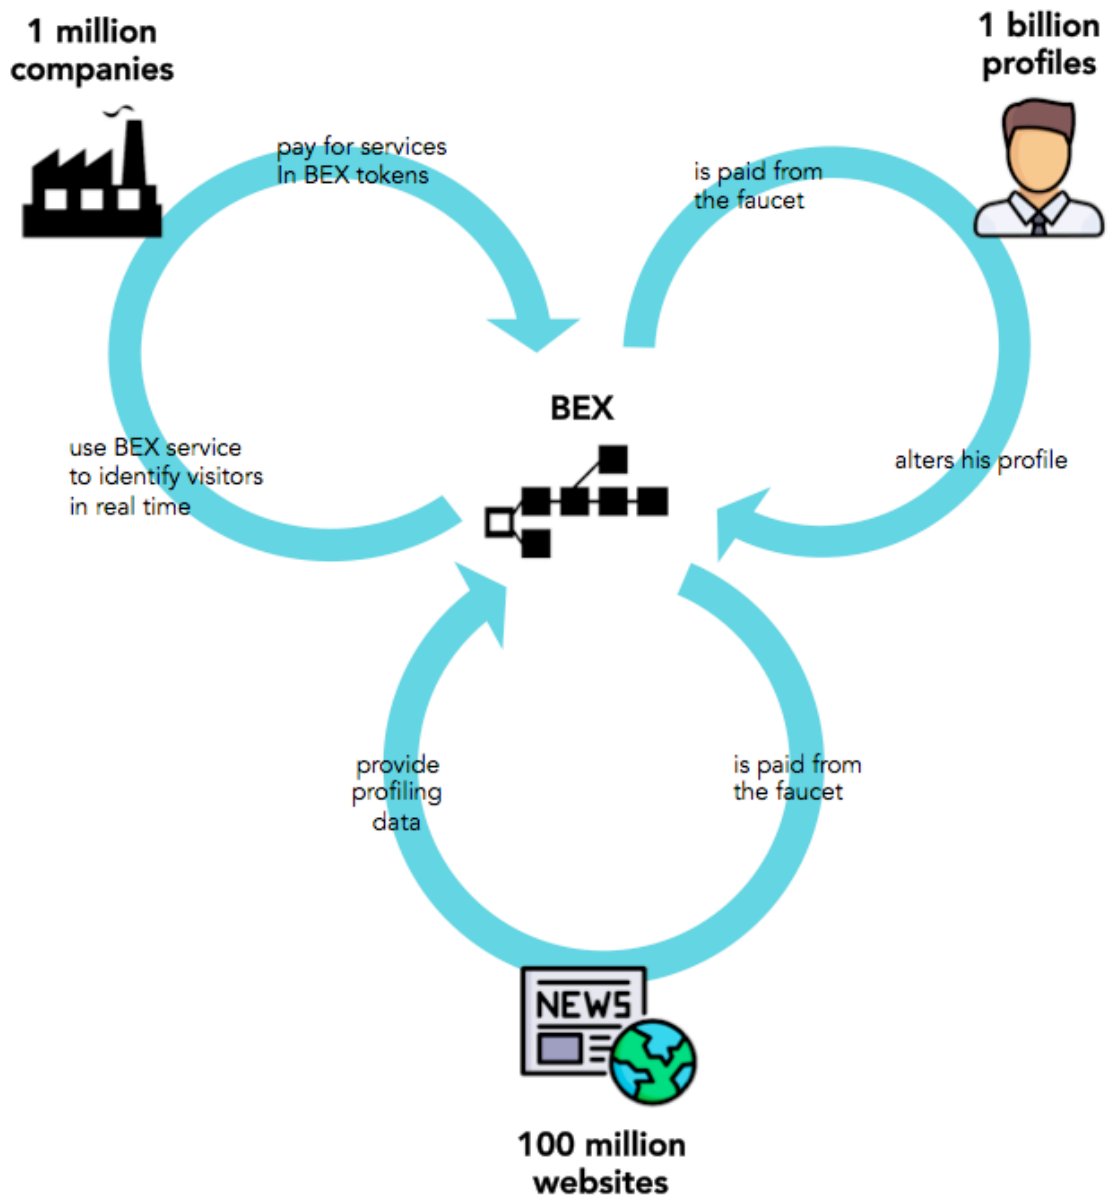 1 million
companies
1 billion
profiles
pay for services
In BEX tokens
is paid from
the faucet
BEX
use BEX service
to identify visitors
in real time
alters his profile
provide
profiling
data
is paid from
the faucet
NEWS
100 million
websites